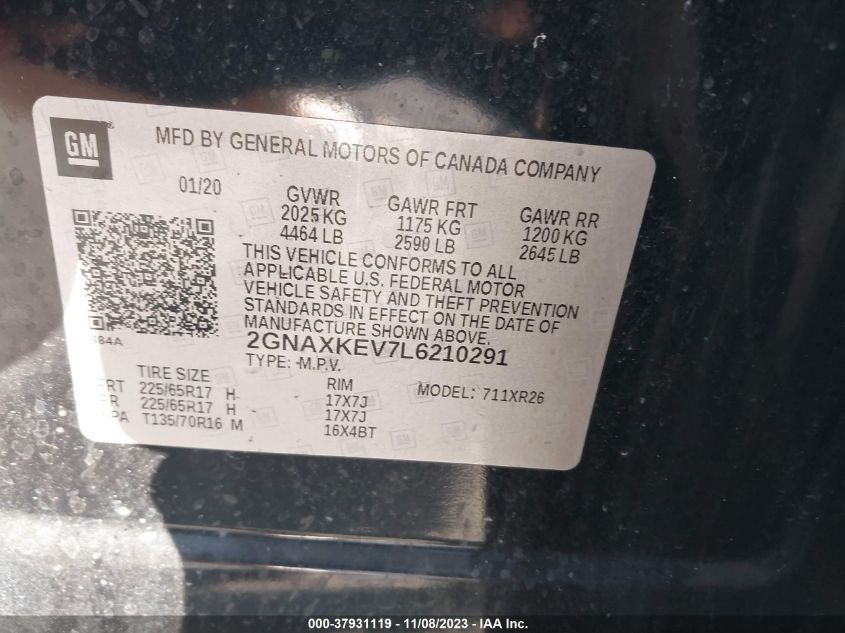 GM
MFD BY GENERAL MOTORS OF CANADA COMPANY
01/20
GVWR
2025 KG
4464 LB
GAWR FRT
1175 KG
2590 LB
GAWR RR
1200 KG
2645 LB
THIS VEHICLE CONFORMS TO ALL
APPLICABLE U.S. FEDERAL MOTOR
VEHICLE SAFETY AND THEFT PREVENTION
STANDARDS IN EFFECT ON THE DATE OF
MANUFACTURE SHOWN ABOVE.
2GNAXKEV7L6210291
TYPE: M.P.V.
MODEL: 711XR26
TIRE SIZE RIM
FRT 225/65R17 H 17X7J
RR 225/65R17 H 17X7J
T135/70R16 M 16X4BT
000-37931119 - 11/08/2023 - IAA Inc.